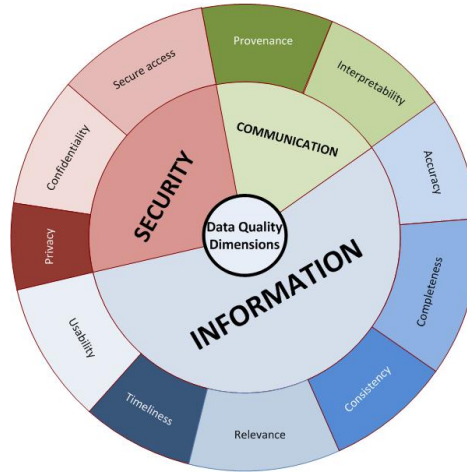 Data Quality
Dimensions
SECURITY
COMMUNICATION
INFORMATION
Provenance
Interpretability
Accuracy
Completeness
Consistency
Relevance
Timeliness
Usability
Privacy
Confidentiality
Secure access